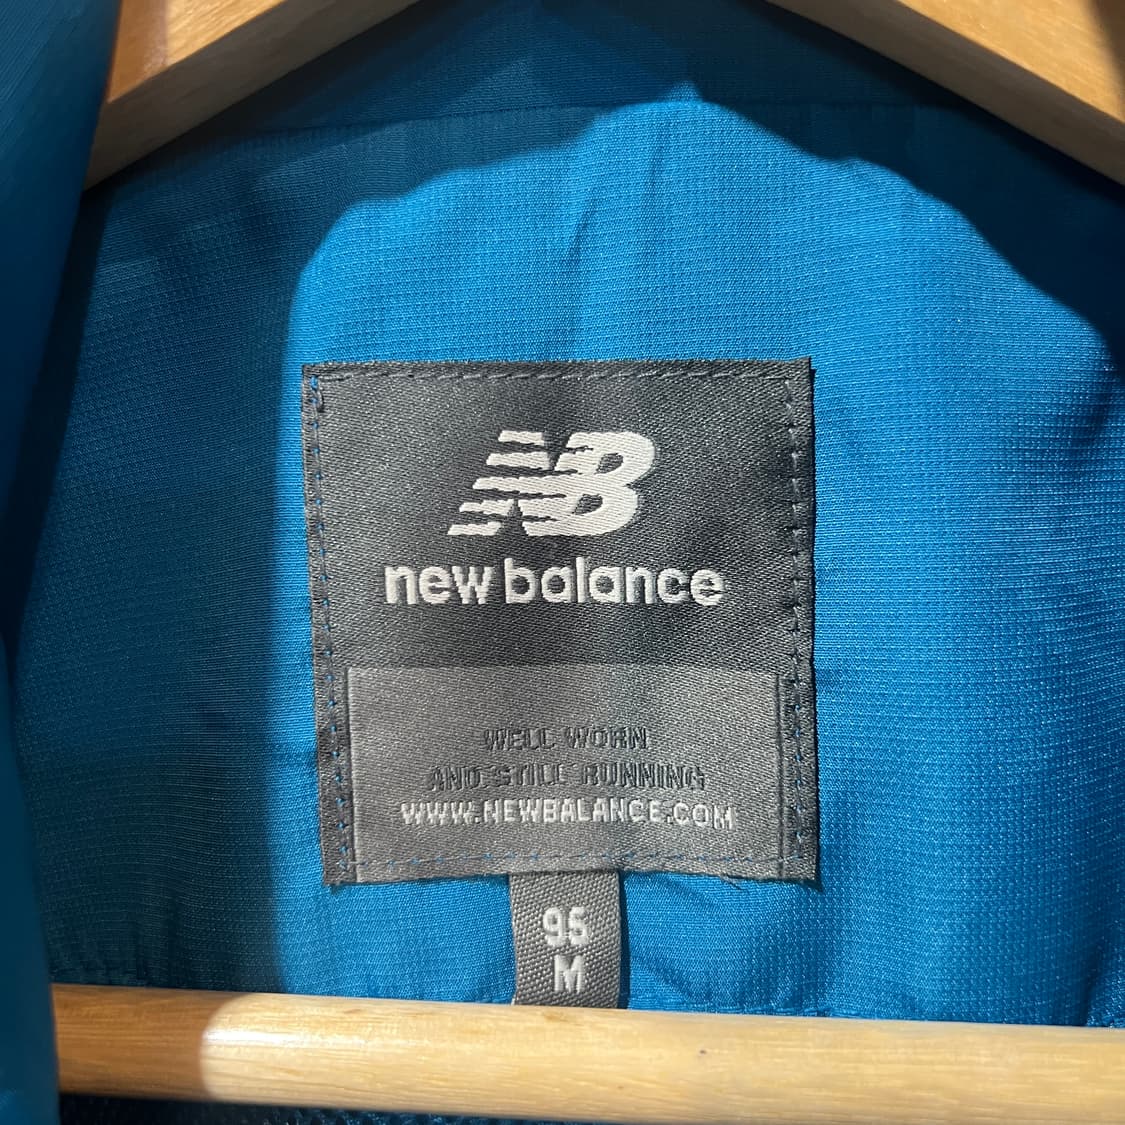 NB
new balance
WELL WORN
AND STILL RUNNING
WWW.NEWBALANCE.COM
95
M